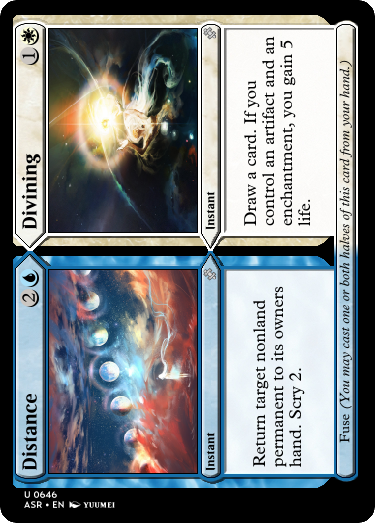 Distance 2
Instant
Return target nonland
permanent to its owners
hand. Scry 2.
Divining 1
Instant
Draw a card. If you
control an artifact and an
enchantment, you gain 5
life.
Fuse (You may cast one or both halves of this card from your hand.)
U 0646
ASR • EN YUUMEI